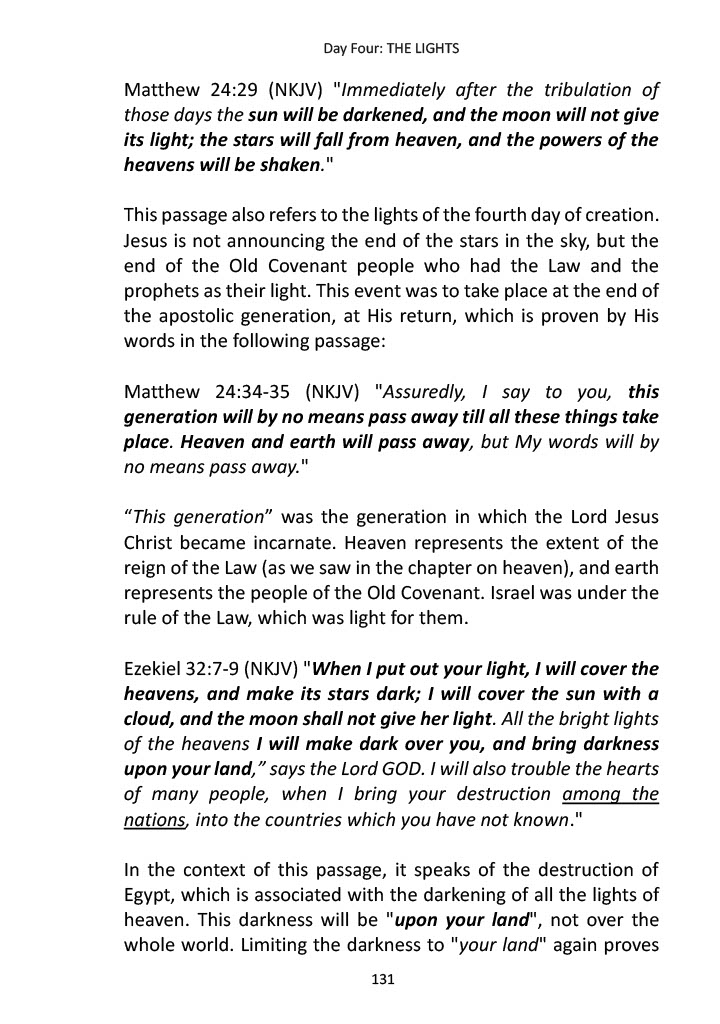 Day Four: THE LIGHTS
Matthew 24:29 (NKJV) "Immediately after the tribulation of
those days the sun will be darkened, and the moon will not give
its light; the stars will fall from heaven, and the powers of the
heavens will be shaken."
This passage also refers to the lights of the fourth day of creation.
Jesus is not announcing the end of the stars in the sky, but the
end of the Old Covenant people who had the Law and the
prophets as their light. This event was to take place at the end of
the apostolic generation, at His return, which is proven by His
words in the following passage:
Matthew 24:34-35 (NKJV) "Assuredly, I say to you, this
generation will by no means pass away till all these things take
place. Heaven and earth will pass away, but My words will by
no means pass away."
“This generation” was the generation in which the Lord Jesus
Christ became incarnate. Heaven represents the extent of the
reign of the Law (as we saw in the chapter on heaven), and earth
represents the people of the Old Covenant. Israel was under the
rule of the Law, which was light for them.
Ezekiel 32:7-9 (NKJV) "When I put out your light, I will cover the
heavens, and make its stars dark; I will cover the sun with a
cloud, and the moon shall not give her light. All the bright lights
of the heavens I will make dark over you, and bring darkness
upon your land,” says the Lord GOD. I will also trouble the hearts
of many people, when I bring your destruction among the
nations, into the countries which you have not known."
In the context of this passage, it speaks of the destruction of
Egypt, which is associated with the darkening of all the lights of
heaven. This darkness will be "upon your land", not over the
whole world. Limiting the darkness to "your land" again proves
131